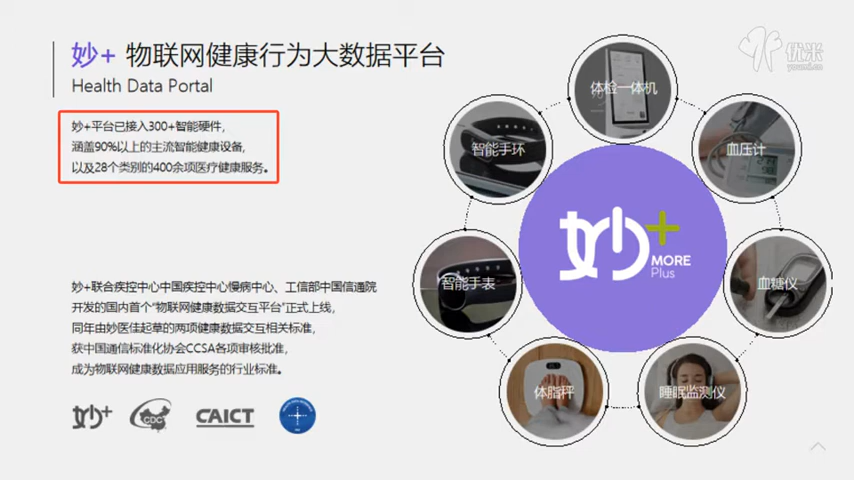 妙+ 物联网健康行为大数据平台
Health Data Portal
妙+平台已接入300+智能硬件，
涵盖90%以上的主流智能健康设备，
以及28个类别的400余项医疗健康服务。
妙+联合疾控中心中国疾控中心慢病中心、工信部中国信通院
开发的国内首个“物联网健康数据交互平台”正式上线，
同年由妙医佳起草的两项健康数据交互相关标准，
获中国通信标准化协会CCSA各项审核批准，
成为物联网健康数据应用服务的行业标准。
妙+
CDC
CAICT
优米
youmi.cn
体检一体机
智能手环
血压计
妙+
MORE
Plus
智能手表
血糖仪
体脂秤
睡眠监测仪